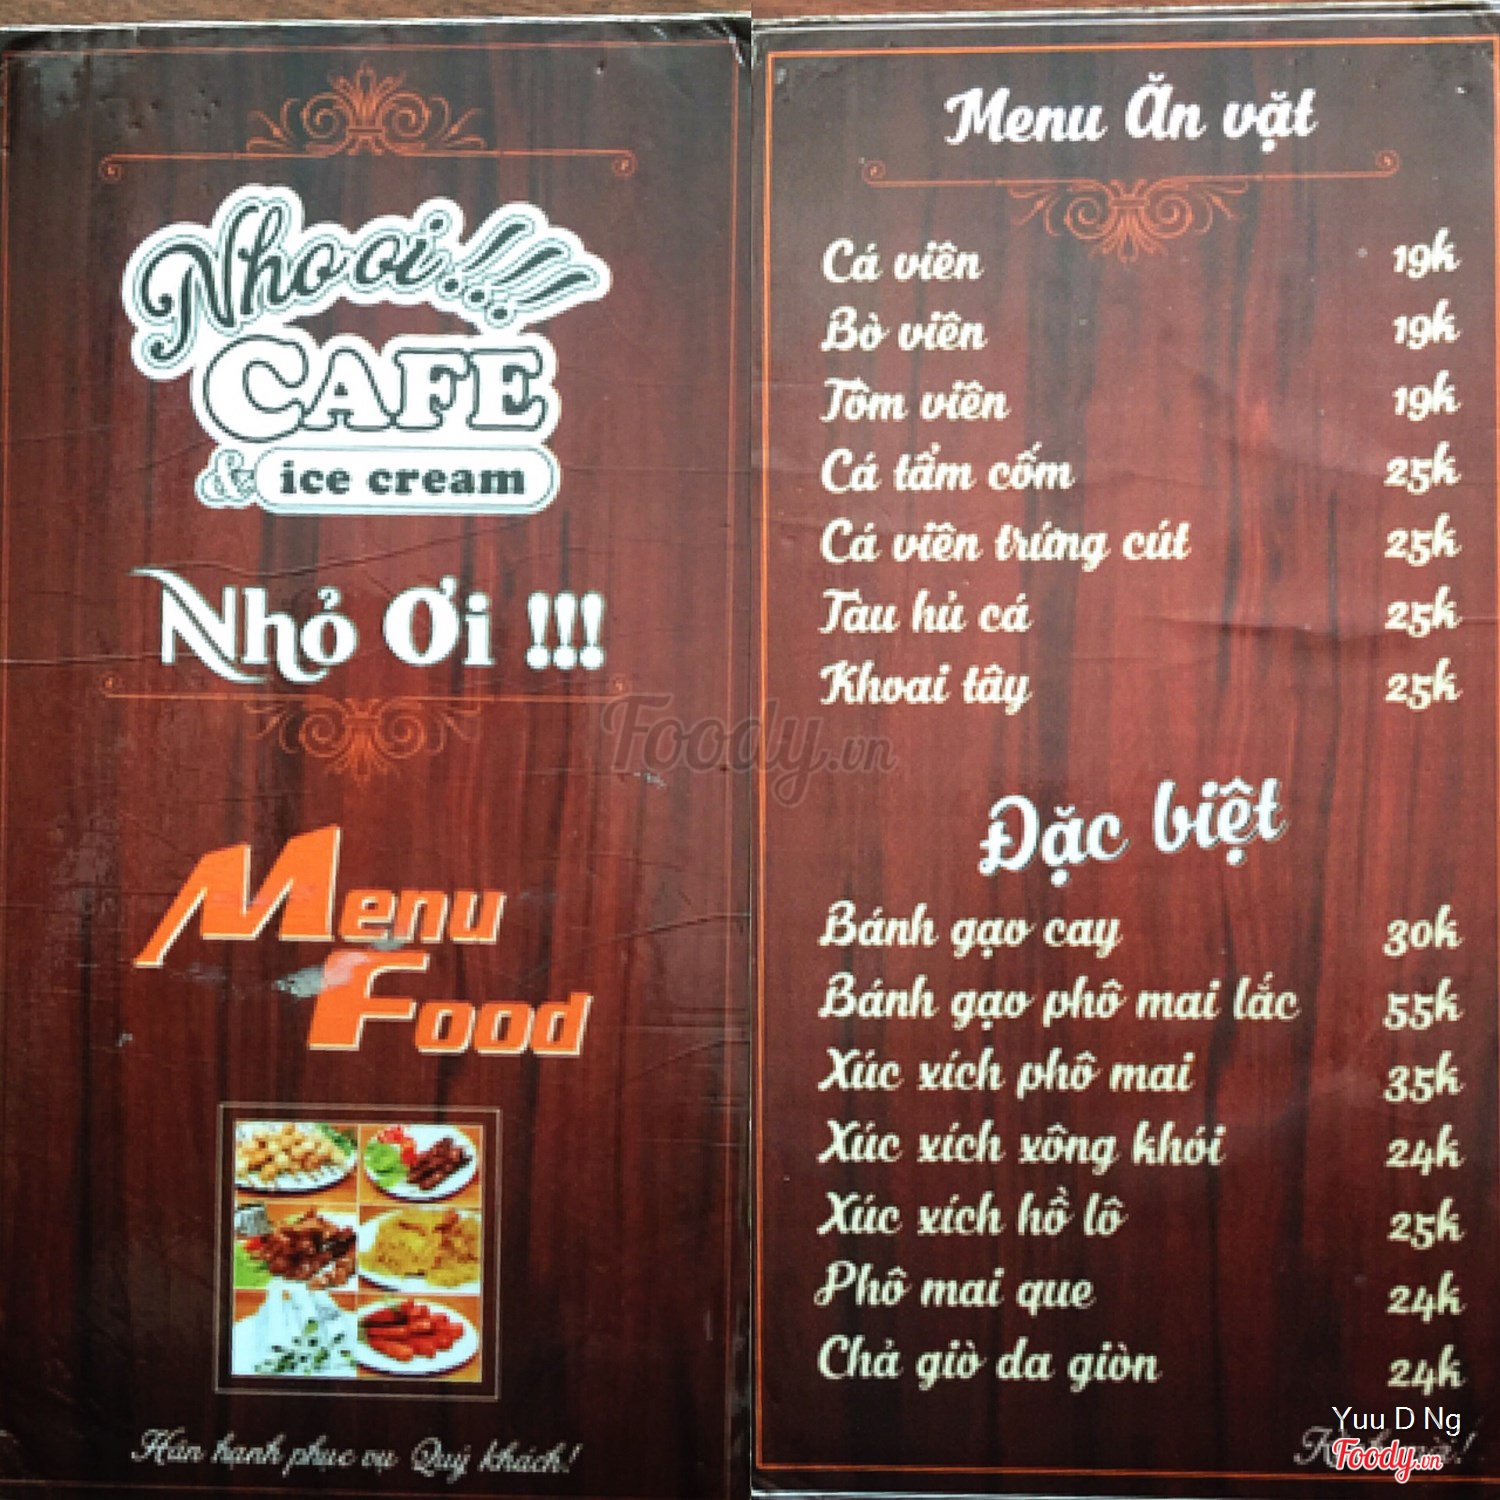 Nhỏ ơi !!!
CAFE
& ice cream
Nhỏ Ơi !!!
Menu
Food
Hân hạnh phục vụ Quý khách!
Menu Ăn vặt
Cá viên 19k
Bò viên 19k
Tôm viên 19k
Cá tẩm cốm 25k
Cá viên trứng cút 25k
Tàu hủ cá 25k
Khoai tây 25k
Foody.vn
Đặc biệt
Bánh gạo cay 30k
Bánh gạo phô mai lắc 55k
Xúc xích phô mai 35k
Xúc xích xông khói 24k
Xúc xích hồ lô 25k
Phô mai que 24k
Chả giò da giòn 24k
Yuu D Ng
Foody.vn